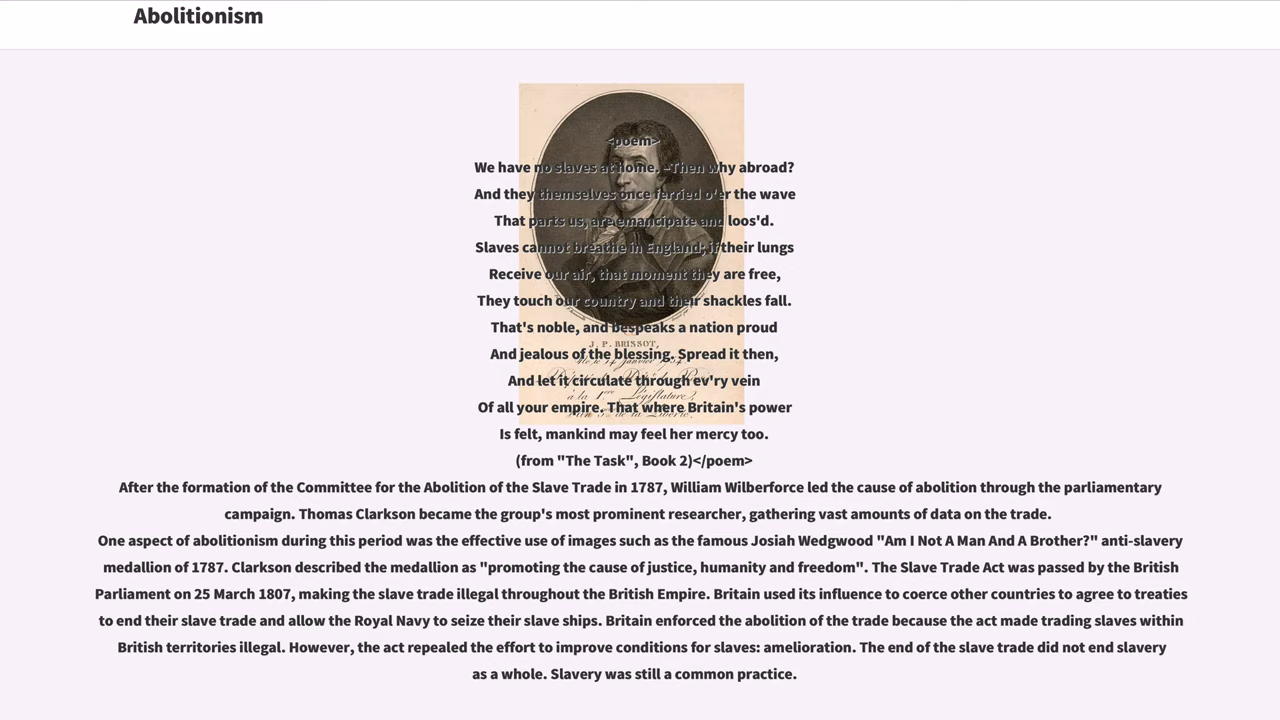 Abolitionism
<poem>
We have no slaves at home. –Then why abroad?
And they themselves once ferried o'er the wave
That parts us, are emancipate and loos'd.
Slaves cannot breathe in England; if their lungs
Receive our air, that moment they are free,
They touch our country and their shackles fall.
That's noble, and bespeaks a nation proud
J. P. BRISSOT,
And jealous of the blessing. Spread it then,
And let it circulate through ev'ry vein
à la 1ere Législature,
Of all your empire. That where Britain's power
Is felt, mankind may feel her mercy too.
(from "The Task", Book 2)</poem>
After the formation of the Committee for the Abolition of the Slave Trade in 1787, William Wilberforce led the cause of abolition through the parliamentary
campaign. Thomas Clarkson became the group's most prominent researcher, gathering vast amounts of data on the trade.
One aspect of abolitionism during this period was the effective use of images such as the famous Josiah Wedgwood "Am I Not A Man And A Brother?" anti-slavery
medallion of 1787. Clarkson described the medallion as "promoting the cause of justice, humanity and freedom". The Slave Trade Act was passed by the British
Parliament on 25 March 1807, making the slave trade illegal throughout the British Empire. Britain used its influence to coerce other countries to agree to treaties
to end their slave trade and allow the Royal Navy to seize their slave ships. Britain enforced the abolition of the trade because the act made trading slaves within
British territories illegal. However, the act repealed the effort to improve conditions for slaves: amelioration. The end of the slave trade did not end slavery
as a whole. Slavery was still a common practice.